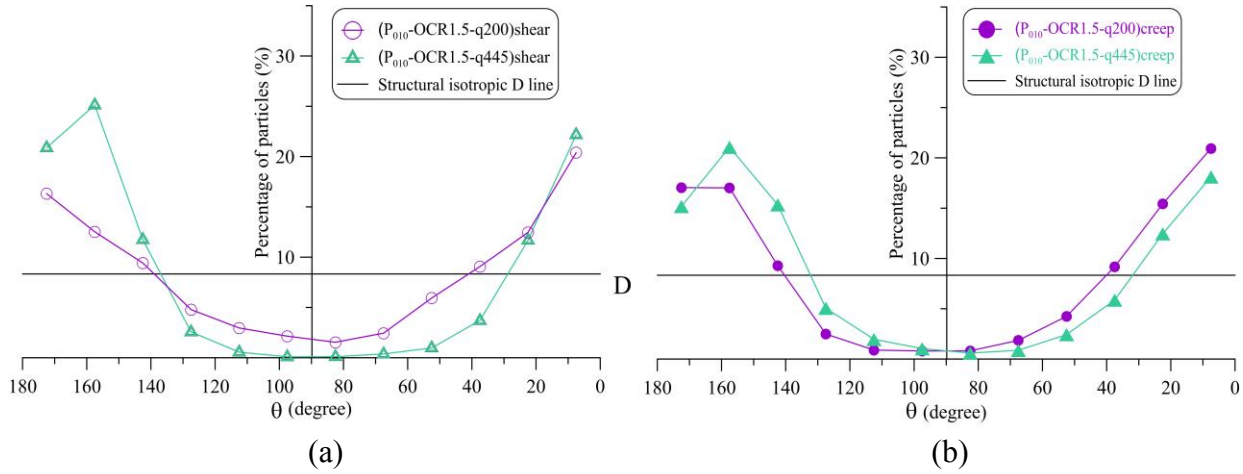 (P₀₁₀-OCR1.5-q200)shear
(P₀₁₀-OCR1.5-q445)shear
Structural isotropic D line
Percentage of particles (%)
30
20
10
180 160 140 120 100 80 60 40 20 0
θ (degree)
D
(a)
(P₀₁₀-OCR1.5-q200)creep
(P₀₁₀-OCR1.5-q445)creep
Structural isotropic D line
Percentage of particles (%)
30
20
10
180 160 140 120 100 80 60 40 20 0
θ (degree)
(b)